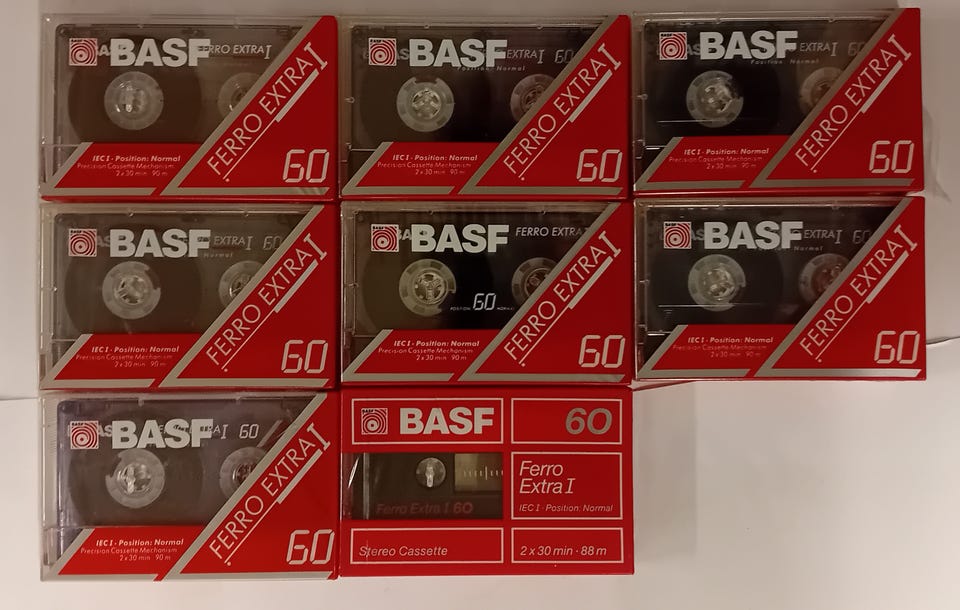 BASF
FERRO EXTRA I
FERRO EXTRA I
IEC I · Position: Normal
Precision Cassette Mechanism
2 x 30 min · 90 m
60
BASF
EXTRA I 60
Position Normal
FERRO EXTRA I
IEC I · Position: Normal
Precision Cassette Mechanism
2 x 30 min · 90 m
60
BASF
EXTRA I 60
Position Normal
FERRO EXTRA I
IEC I · Position: Normal
Precision Cassette Mechanism
2 x 30 min · 90 m
60
BASF
EXTRA I 60
Normal
FERRO EXTRA I
IEC I · Position: Normal
Precision Cassette Mechanism
2 x 30 min · 90 m
60
BASF
FERRO EXTRA
POSITION 60 NORMAL
FERRO EXTRA I
IEC I · Position: Normal
Precision Cassette Mechanism
2 x 30 min · 90 m
60
BASF
EXTRA I 60
Normal
FERRO EXTRA I
IEC I · Position: Normal
Precision Cassette Mechanism
2 x 30 min · 90 m
60
BASF
I 60
FERRO EXTRA I
IEC I · Position: Normal
Precision Cassette Mechanism
2 x 30 min · 90 m
60
BASF
60
Ferro
Extra I
IEC I · Position: Normal
Ferro Extra I 60
Stereo Cassette
2 x 30 min · 88 m